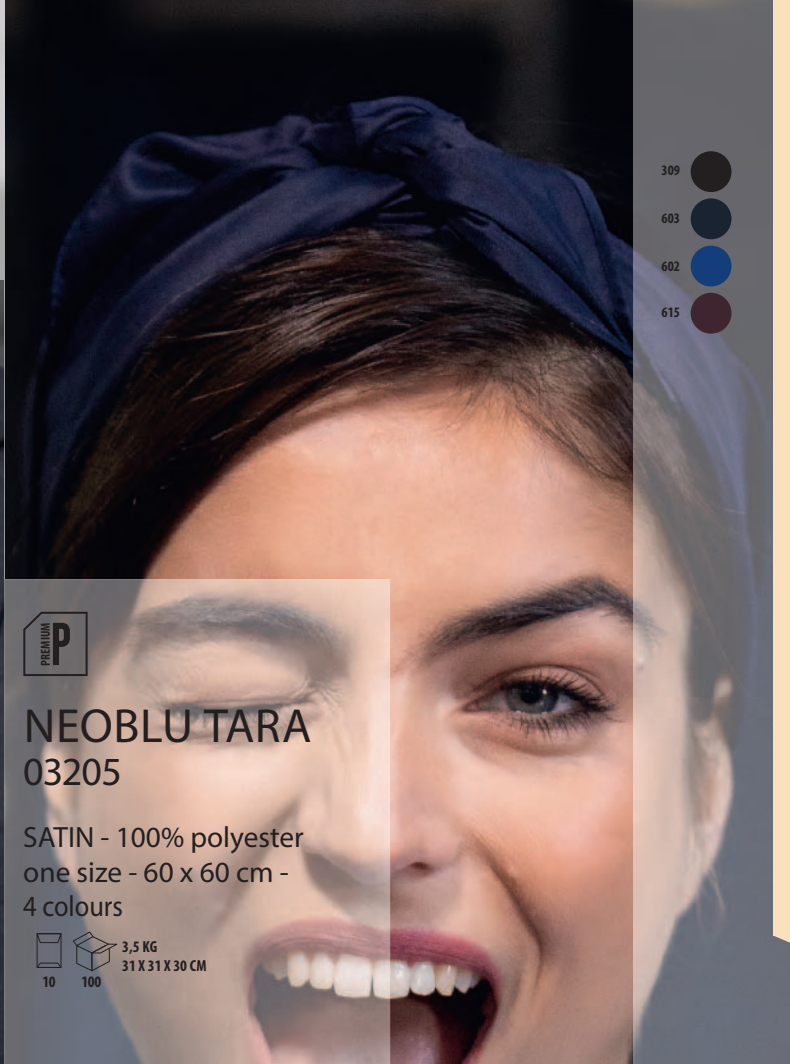 309
603
602
615
PREMIUM
P
NEOBLU TARA
03205
SATIN - 100% polyester
one size - 60 x 60 cm -
4 colours
3,5 KG
31 X 31 X 30 CM
10 100